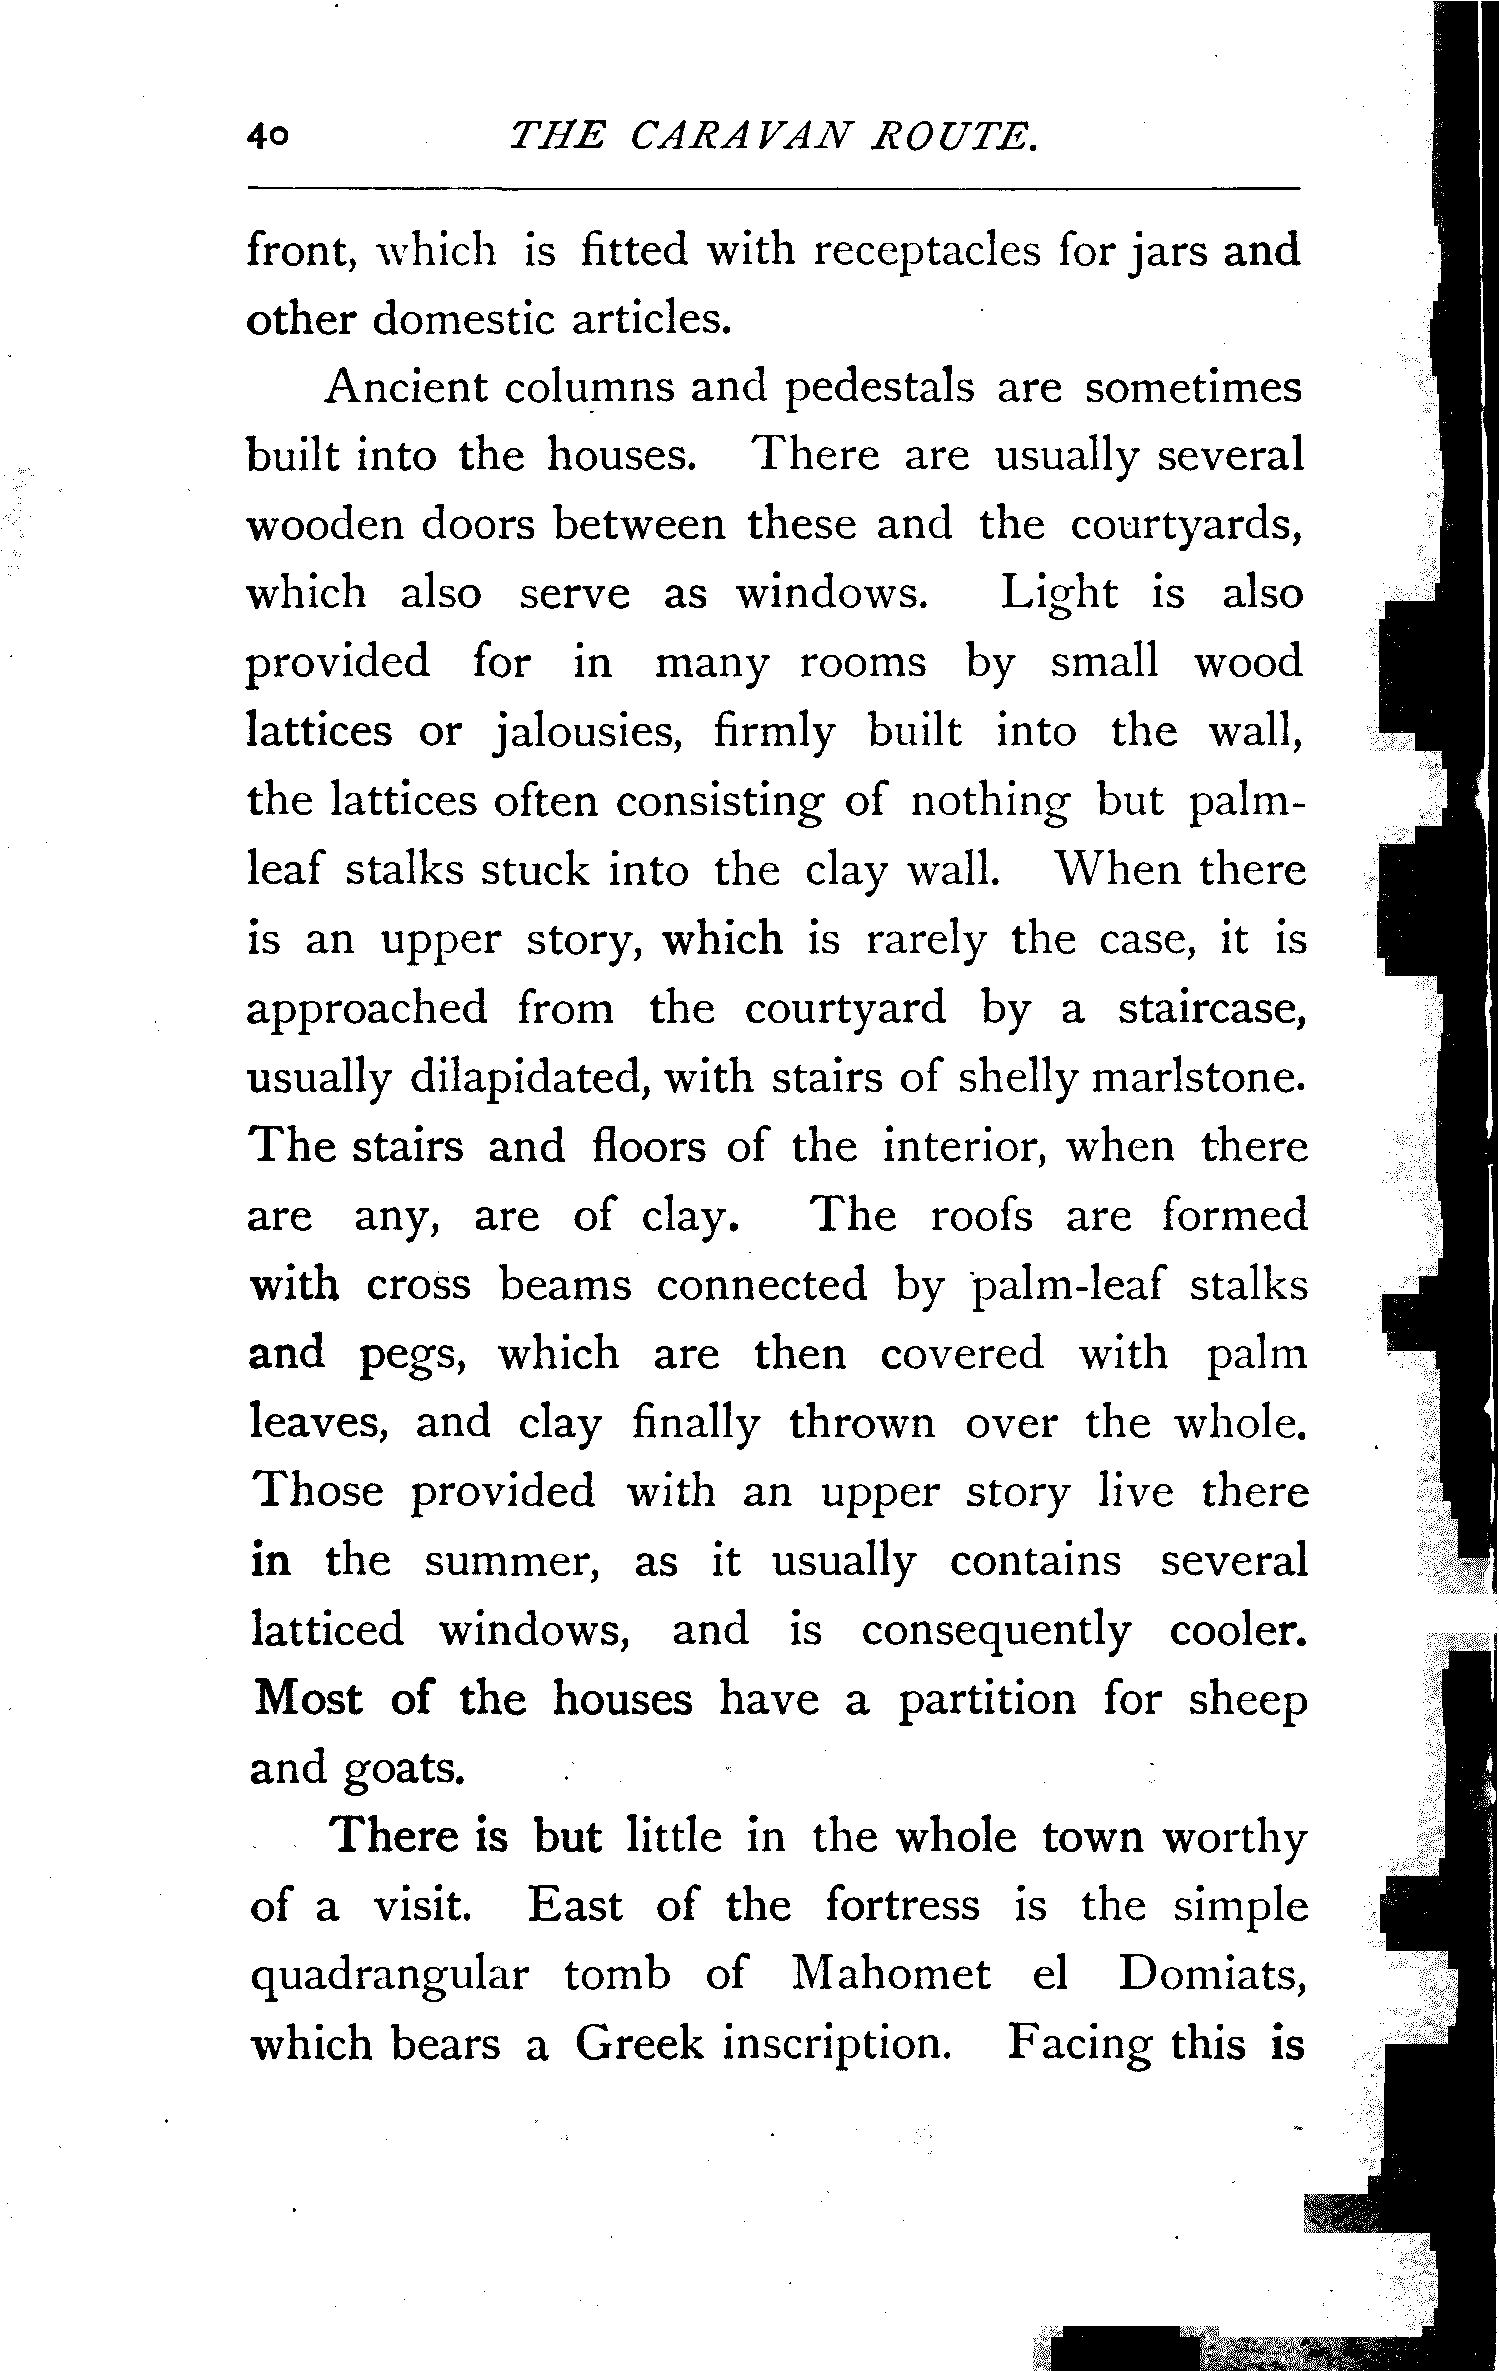 40 THE CARAVAN ROUTE.
front, which is fitted with receptacles for jars and
other domestic articles.
Ancient columns and pedestals are sometimes
built into the houses. There are usually several
wooden doors between these and the courtyards,
which also serve as windows. Light is also
provided for in many rooms by small wood
lattices or jalousies, firmly built into the wall,
the lattices often consisting of nothing but palm-
leaf stalks stuck into the clay wall. When there
is an upper story, which is rarely the case, it is
approached from the courtyard by a staircase,
usually dilapidated, with stairs of shelly marlstone.
The stairs and floors of the interior, when there
are any, are of clay. The roofs are formed
with cross beams connected by palm-leaf stalks
and pegs, which are then covered with palm
leaves, and clay finally thrown over the whole.
Those provided with an upper story live there
in the summer, as it usually contains several
latticed windows, and is consequently cooler.
Most of the houses have a partition for sheep
and goats.
There is but little in the whole town worthy
of a visit. East of the fortress is the simple
quadrangular tomb of Mahomet el Domiats,
which bears a Greek inscription. Facing this is